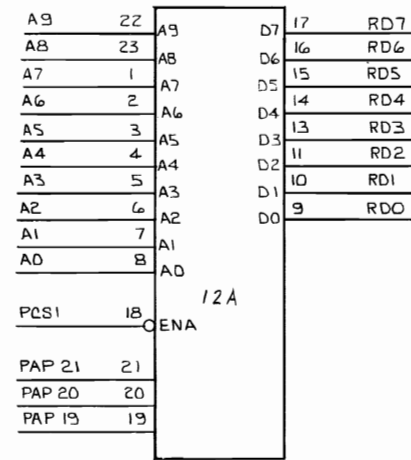 A9 22 A9 D7 17 RD7
A8 23 A8 D6 16 RD6
A7 1 A7 D5 15 RD5
A6 2 A6 D4 14 RD4
A5 3 A5 D3 13 RD3
A4 4 A4 D2 11 RD2
A3 5 A3 D1 10 RD1
A2 6 A2 D0 9 RD0
A1 7 A1
A0 8 A0
12A
PCS1 18 ENA
PAP 21 21
PAP 20 20
PAP 19 19